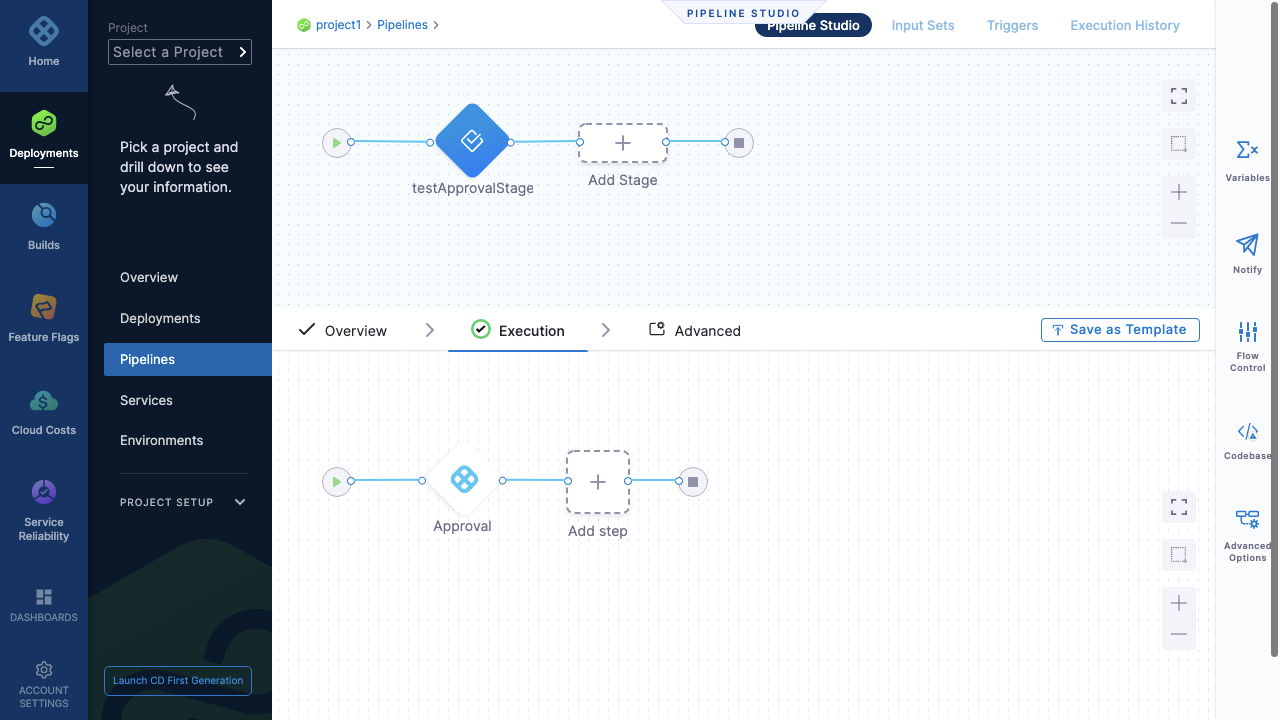 Home
Deployments
Builds
Feature Flags
Cloud Costs
Service
Reliability
DASHBOARDS
ACCOUNT
SETTINGS
Project
Select a Project
Pick a project and
drill down to see
your information.
Overview
Deployments
Pipelines
Services
Environments
PROJECT SETUP
Launch CD First Generation
project1
Pipelines
PIPELINE STUDIO
Pipeline Studio
Input Sets
Triggers
Execution History
testApprovalStage
Add Stage
Overview
Execution
Advanced
Save as Template
Approval
Add step
Variables
Notify
Flow
Control
Codebase
Advanced
Options